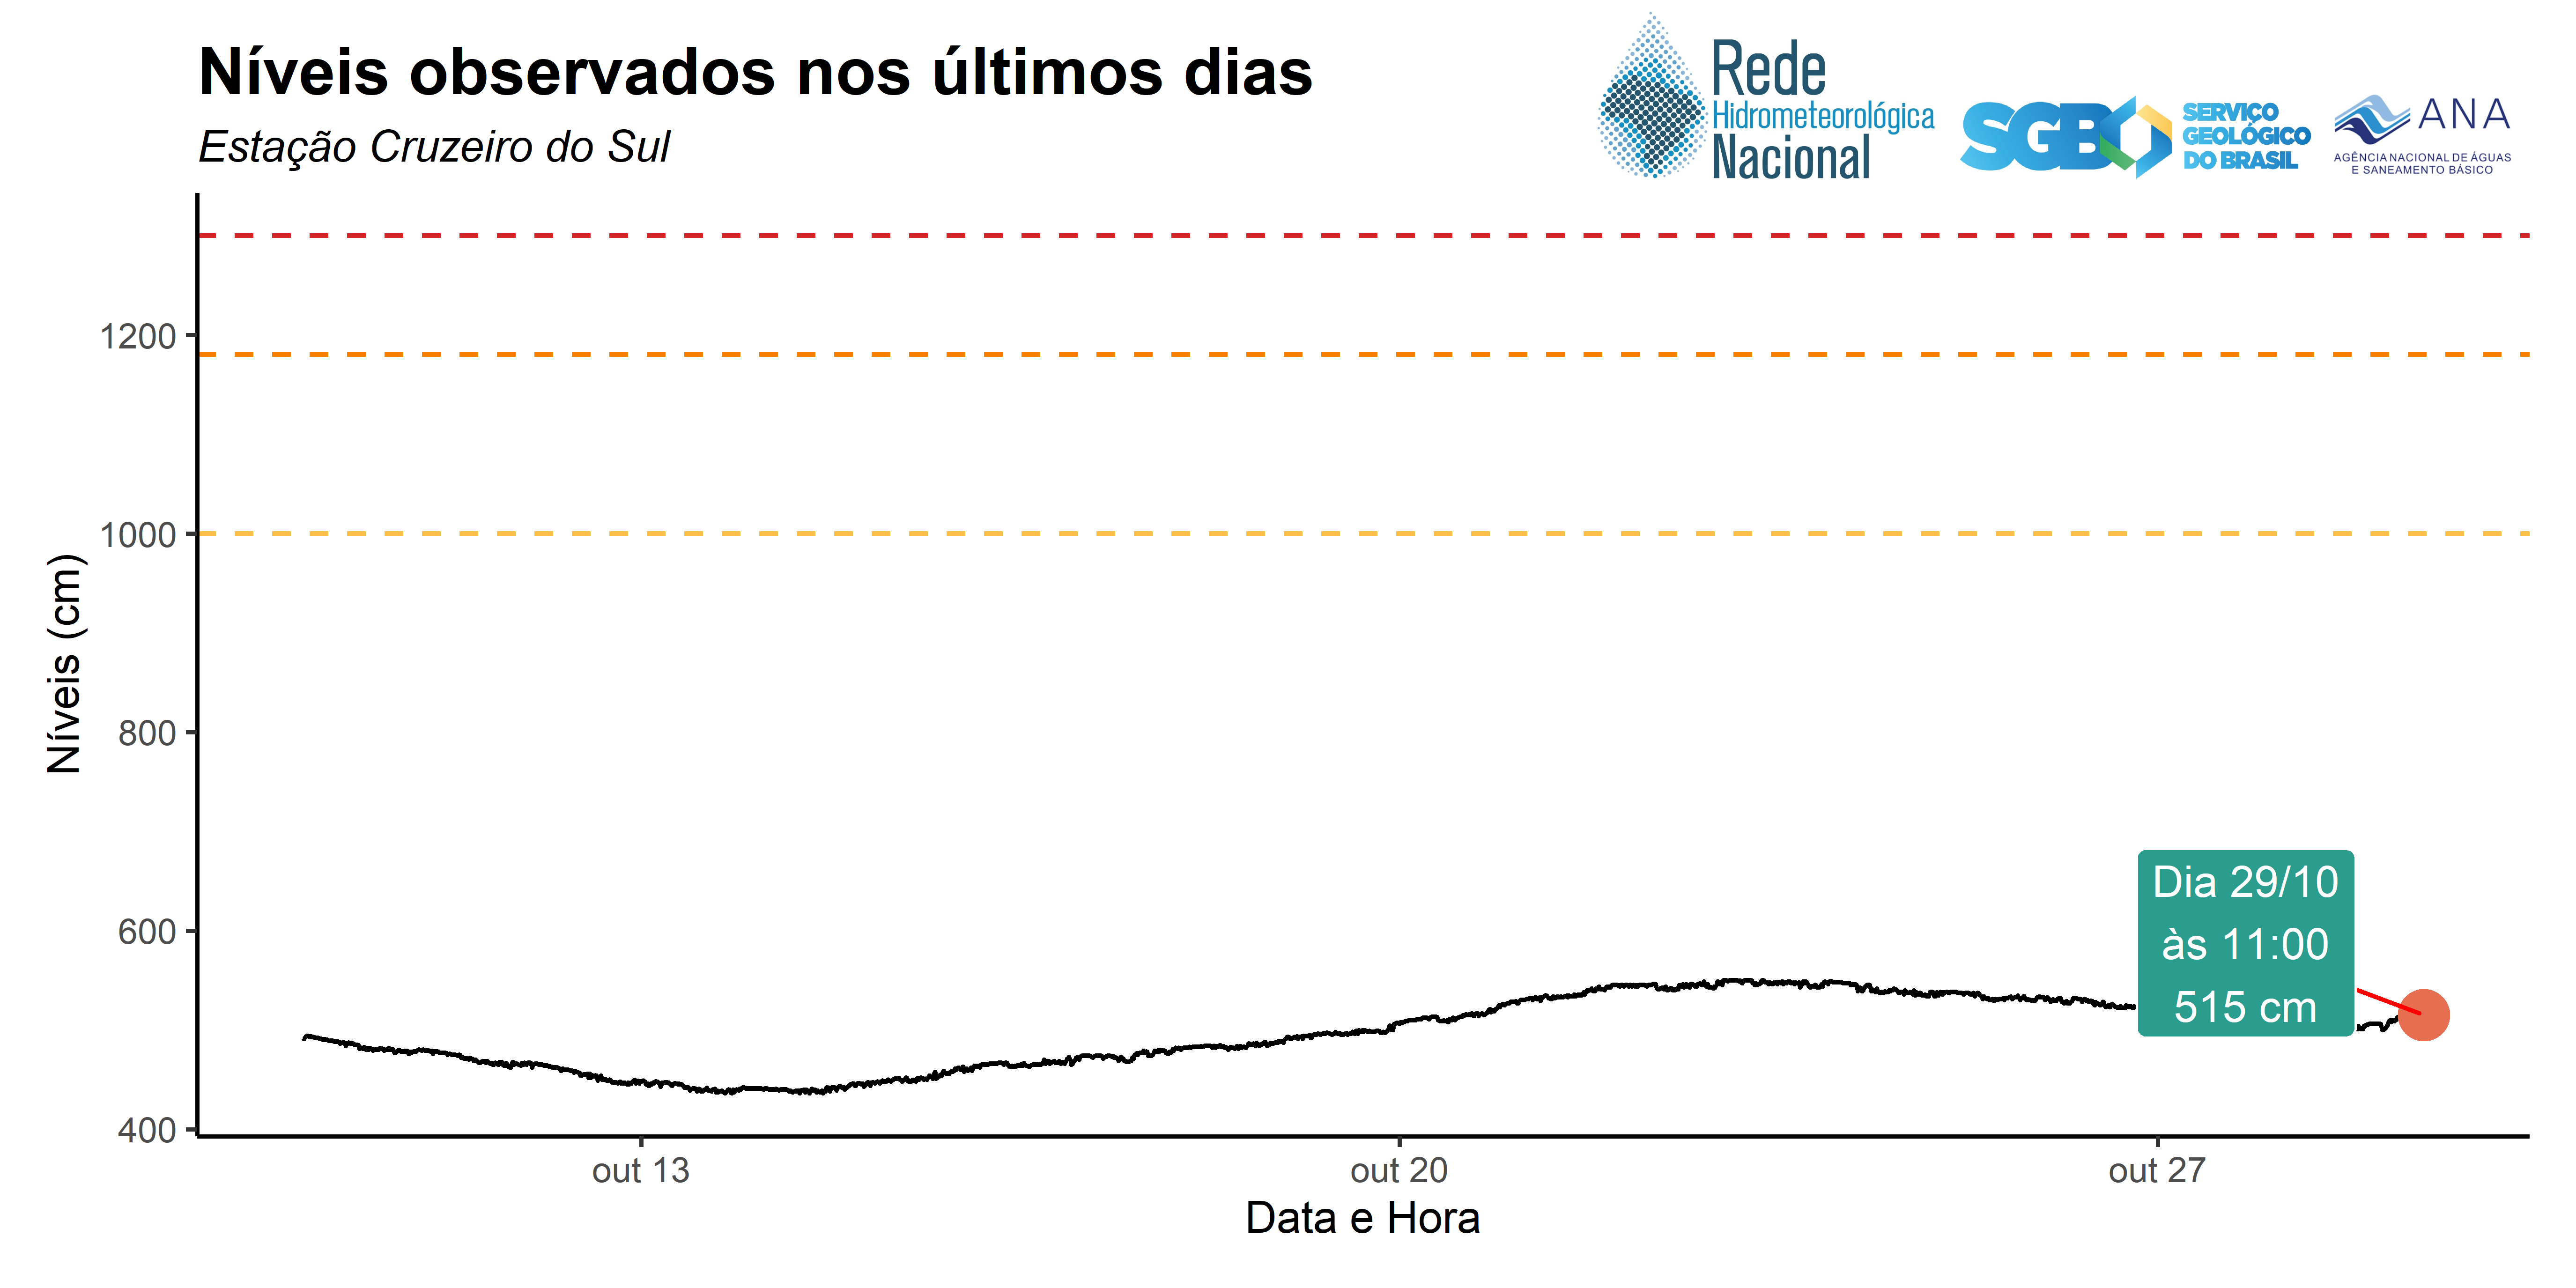 Níveis observados nos últimos dias
Estação Cruzeiro do Sul
Rede
Hidrometeorológica
Nacional
SGB
SERVIÇO
GEOLÓGICO
DO BRASIL
ANA
AGÊNCIA NACIONAL DE ÁGUAS
E SANEAMENTO BÁSICO
Níveis (cm)
1200
1000
800
600
400
Dia 29/10
às 11:00
515 cm
out 13
out 20
out 27
Data e Hora